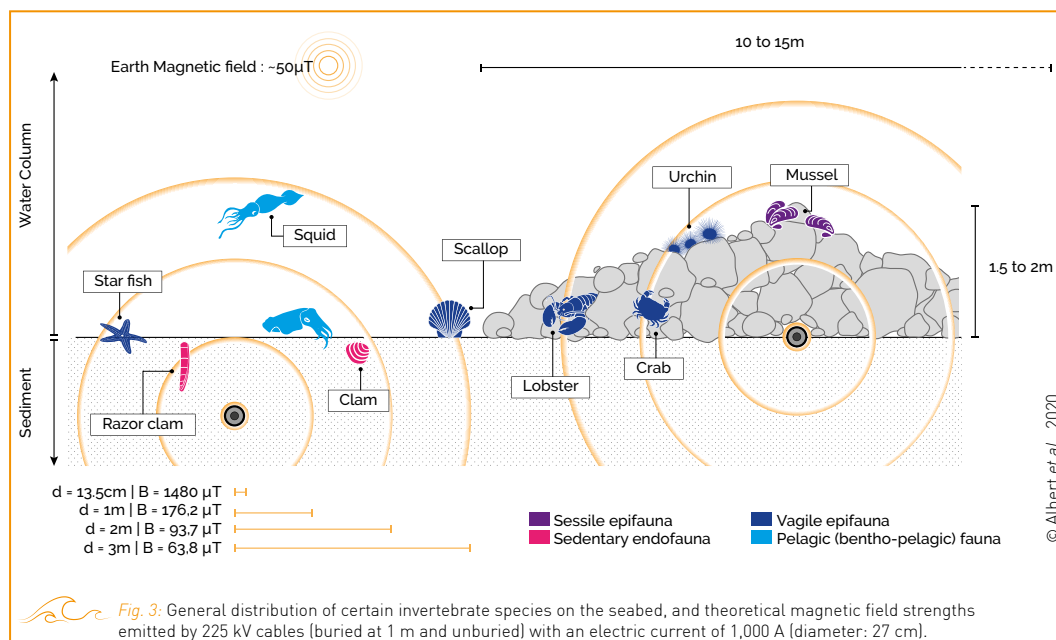 Earth Magnetic field : ~50µT
10 to 15m
Water Column
Urchin
Mussel
Squid
Scallop
Star fish
1.5 to 2m
Lobster
Crab
Clam
Razor clam
Sediment
d = 13.5cm | B = 1480 µT
d = 1m | B = 176,2 µT
d = 2m | B = 93,7 µT
d = 3m | B = 63,8 µT
Sessile epifauna
Vagile epifauna
Sedentary endofauna
Pelagic (bentho-pelagic) fauna
© Albert et al., 2020
Fig. 3: General distribution of certain invertebrate species on the seabed, and theoretical magnetic field strengths
emitted by 225 kV cables (buried at 1 m and unburied) with an electric current of 1,000 A (diameter: 27 cm).